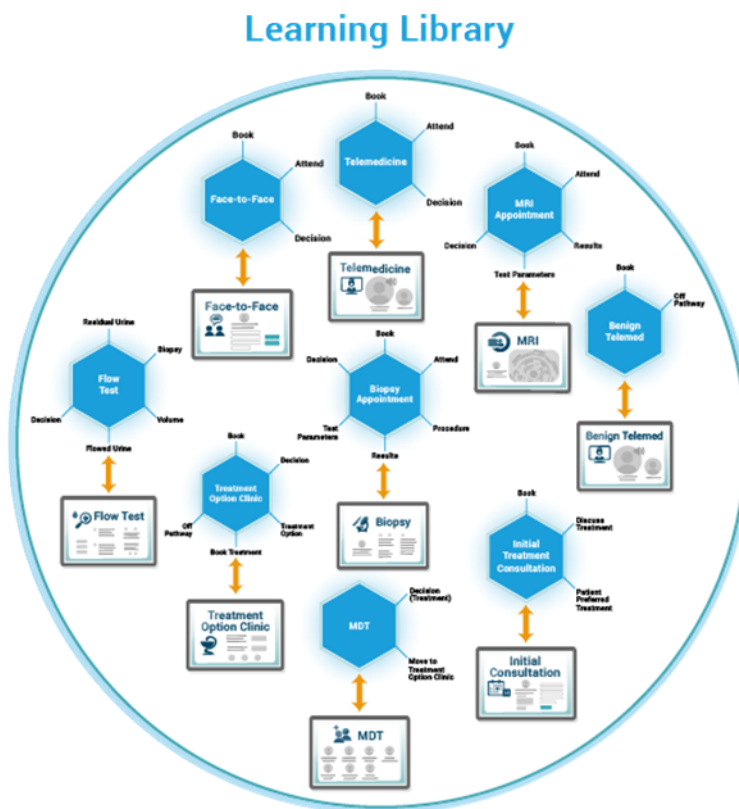 Learning Library
Book
Attend
Decision
Telemedicine
Telemedicine
Book
Attend
Decision
Face-to-Face
Face-to-Face
Book
Attend
Results
Test Parameters
Decision
MRI
Appointment
MRI
Book
Off
Pathway
Benign
Telemed
Benign Telemed
Residual Urine
Biopsy
Volume
Flowed Urine
Decision
Flow
Test
Flow Test
Book
Attend
Procedure
Results
Test
Parameters
Decision
Biopsy
Appointment
Biopsy
Book
Decision
Treatment
Option
Book Treatment
Off
Pathway
Treatment
Option Clinic
Treatment
Option Clinic
Book
Discuss
Treatment
Patient
Preferred
Treatment
Initial
Treatment
Consultation
Initial
Consultation
Decision
(Treatment)
Move to
Treatment
Option Clinic
MDT
MDT